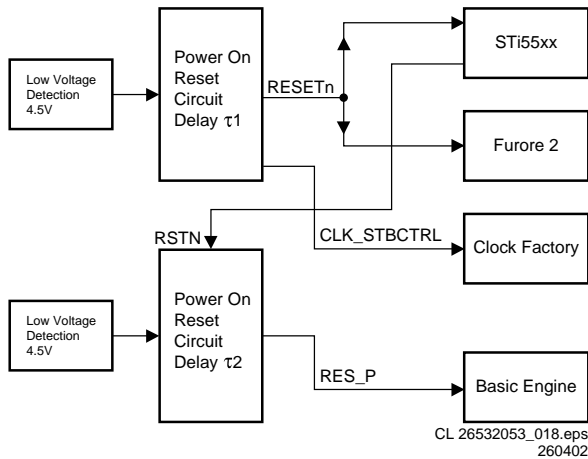 Power On
Reset
Circuit
Delay τ1
STi55xx
Low Voltage
Detection
4.5V
RESETn
Furore 2
RSTN
CLK_STBCTRL
Clock Factory
Power On
Reset
Circuit
Delay τ2
Low Voltage
Detection
4.5V
RES_P
Basic Engine
CL 26532053_018.eps
260402